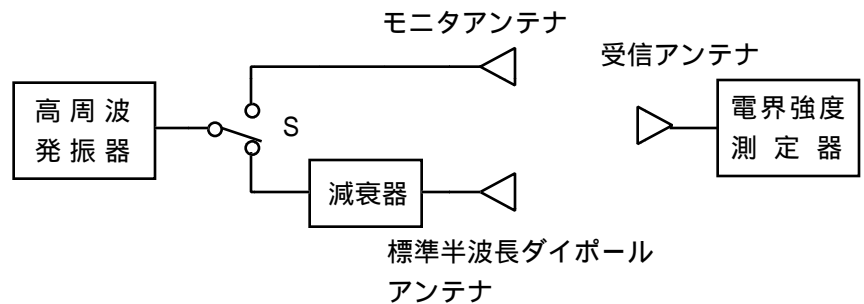 モニタアンテナ
受信アンテナ
高周波
発振器
S
電界強度
測定器
減衰器
標準半波長ダイポール
アンテナ